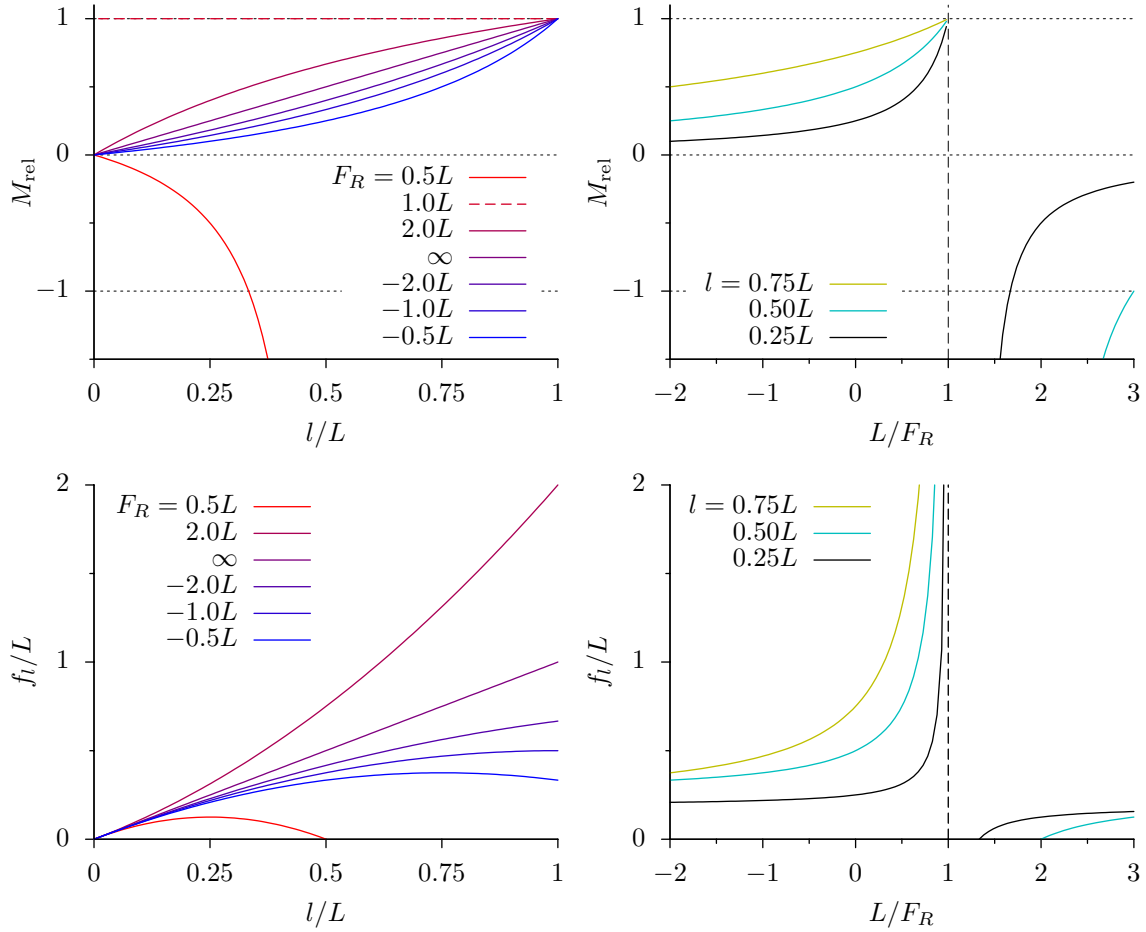 1
0
−1
M_rel
F_R = 0.5L
1.0L
2.0L
∞
−2.0L
−1.0L
−0.5L
0 0.25 0.5 0.75 1
l/L
1
0
−1
M_rel
l = 0.75L
0.50L
0.25L
−2 −1 0 1 2 3
L/F_R
2
1
0
f_l/L
F_R = 0.5L
2.0L
∞
−2.0L
−1.0L
−0.5L
0 0.25 0.5 0.75 1
l/L
2
1
0
f_l/L
l = 0.75L
0.50L
0.25L
−2 −1 0 1 2 3
L/F_R